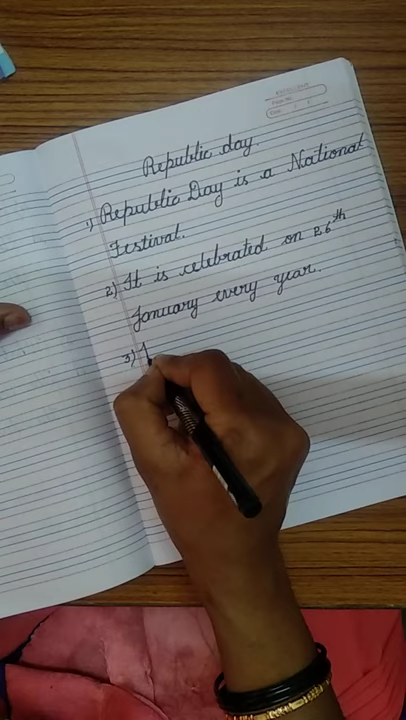 Republic day.
1) Republic Day is a National
Festival.
2) It is celebrated on 26th
January every year.
3)